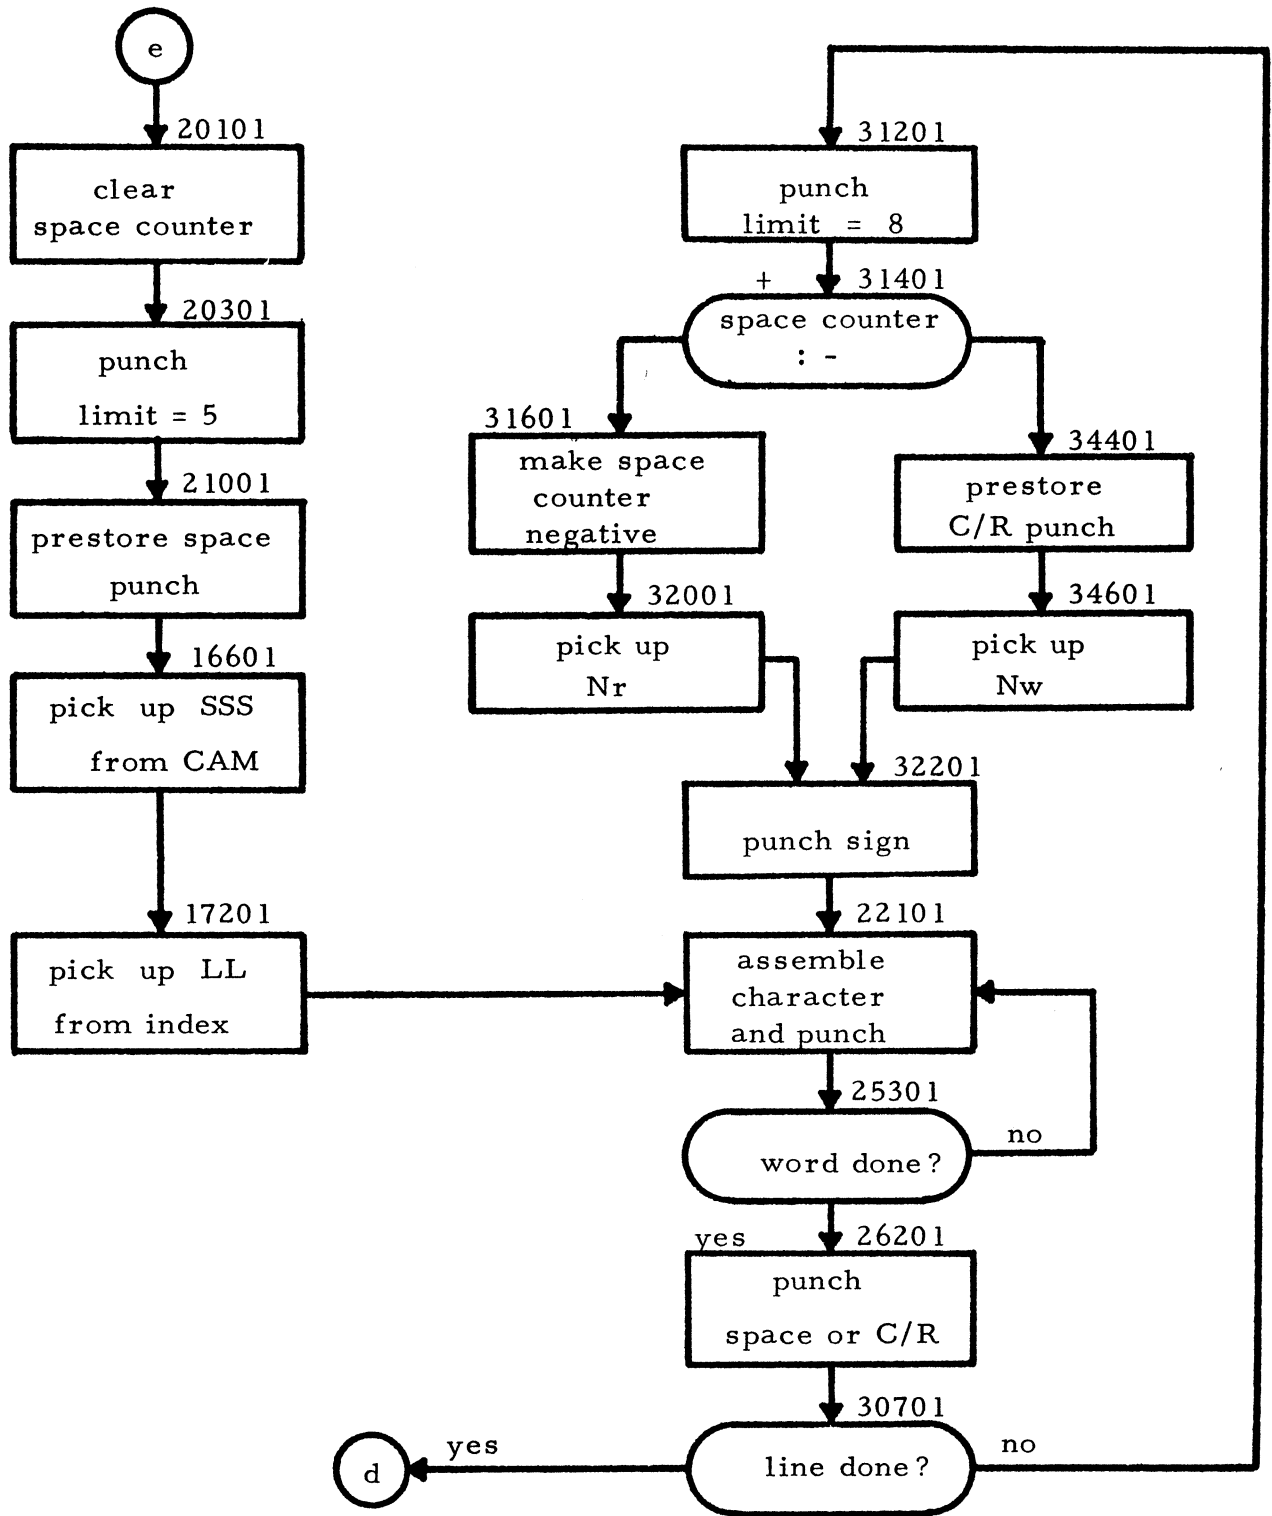 e
20101
clear
space counter
20301
punch
limit = 5
21001
prestore space
punch
16601
pick up SSS
from CAM
17201
pick up LL
from index
31201
punch
limit = 8
+
31401
space counter
: -
31601
make space
counter
negative
32001
pick up
Nr
34401
prestore
C/R punch
34601
pick up
Nw
32201
punch sign
22101
assemble
character
and punch
25301
word done?
no
yes
26201
punch
space or C/R
30701
line done?
no
yes
d